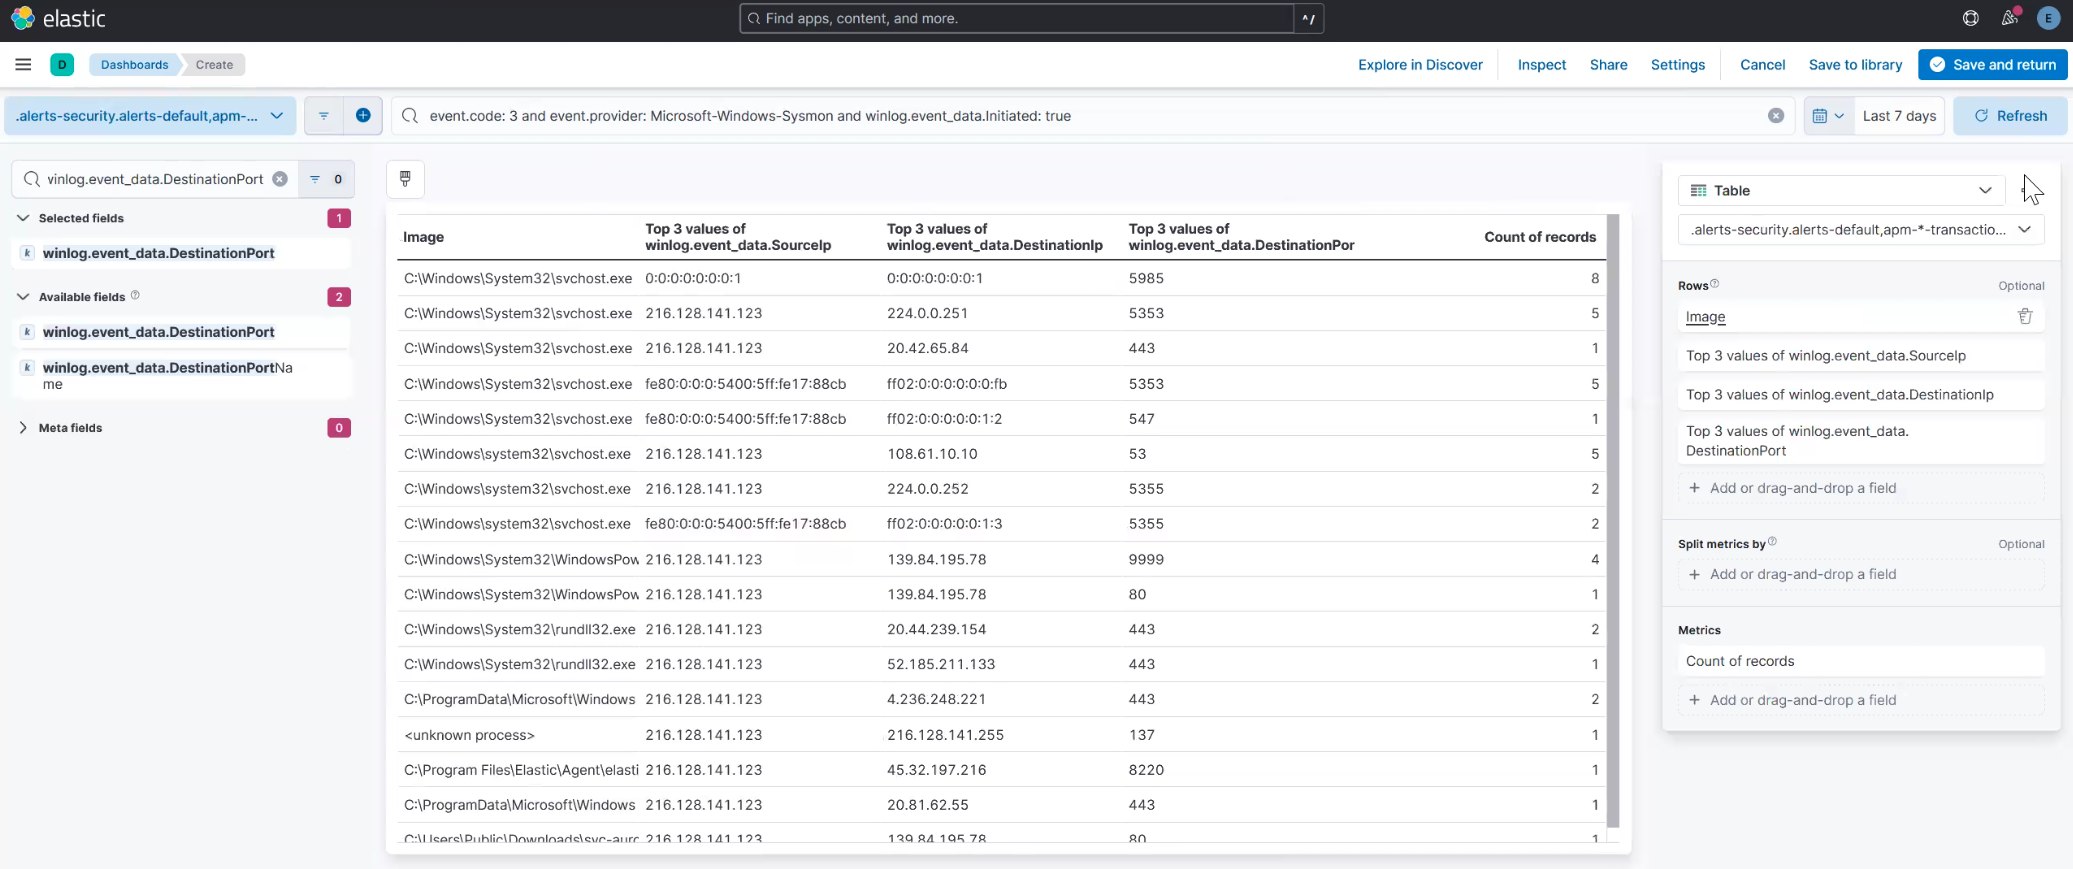 elastic
Find apps, content, and more.
^/
E
D
Dashboards
Create
Explore in Discover
Inspect
Share
Settings
Cancel
Save to library
Save and return
.alerts-security.alerts-default,apm-...
event.code: 3 and event.provider: Microsoft-Windows-Sysmon and winlog.event_data.Initiated: true
Last 7 days
Refresh
vinlog.event_data.DestinationPort
0
Selected fields
1
k winlog.event_data.DestinationPort
Available fields
2
k winlog.event_data.DestinationPort
k winlog.event_data.DestinationPortNa
me
Meta fields
0
Image Top 3 values of winlog.event_data.SourceIp Top 3 values of winlog.event_data.DestinationIp Top 3 values of winlog.event_data.DestinationPor Count of records
C:\Windows\System32\svchost.exe 0:0:0:0:0:0:0:1 0:0:0:0:0:0:0:1 5985 8
C:\Windows\System32\svchost.exe 216.128.141.123 224.0.0.251 5353 5
C:\Windows\System32\svchost.exe 216.128.141.123 20.42.65.84 443 1
C:\Windows\System32\svchost.exe fe80:0:0:0:5400:5ff:fe17:88cb ff02:0:0:0:0:0:0:fb 5353 5
C:\Windows\System32\svchost.exe fe80:0:0:0:5400:5ff:fe17:88cb ff02:0:0:0:0:0:1:2 547 1
C:\Windows\system32\svchost.exe 216.128.141.123 108.61.10.10 53 5
C:\Windows\system32\svchost.exe 216.128.141.123 224.0.0.252 5355 2
C:\Windows\system32\svchost.exe fe80:0:0:0:5400:5ff:fe17:88cb ff02:0:0:0:0:0:1:3 5355 2
C:\Windows\System32\WindowsPow 216.128.141.123 139.84.195.78 9999 4
C:\Windows\System32\WindowsPow 216.128.141.123 139.84.195.78 80 1
C:\Windows\System32\rundll32.exe 216.128.141.123 20.44.239.154 443 2
C:\Windows\System32\rundll32.exe 216.128.141.123 52.185.211.133 443 1
C:\ProgramData\Microsoft\Windows 216.128.141.123 4.236.248.221 443 2
<unknown process> 216.128.141.123 216.128.141.255 137 1
C:\Program Files\Elastic\Agent\elasti 216.128.141.123 45.32.197.216 8220 1
C:\ProgramData\Microsoft\Windows 216.128.141.123 20.81.62.55 443 1
C:\Users\Public\Downloads\svc-aurc 216.128.141.123 139.84.195.78 80 1
Table
.alerts-security.alerts-default,apm-*-transactio...
Rows Optional
Image
Top 3 values of winlog.event_data.SourceIp
Top 3 values of winlog.event_data.DestinationIp
Top 3 values of winlog.event_data.
DestinationPort
+ Add or drag-and-drop a field
Split metrics by Optional
+ Add or drag-and-drop a field
Metrics
Count of records
+ Add or drag-and-drop a field